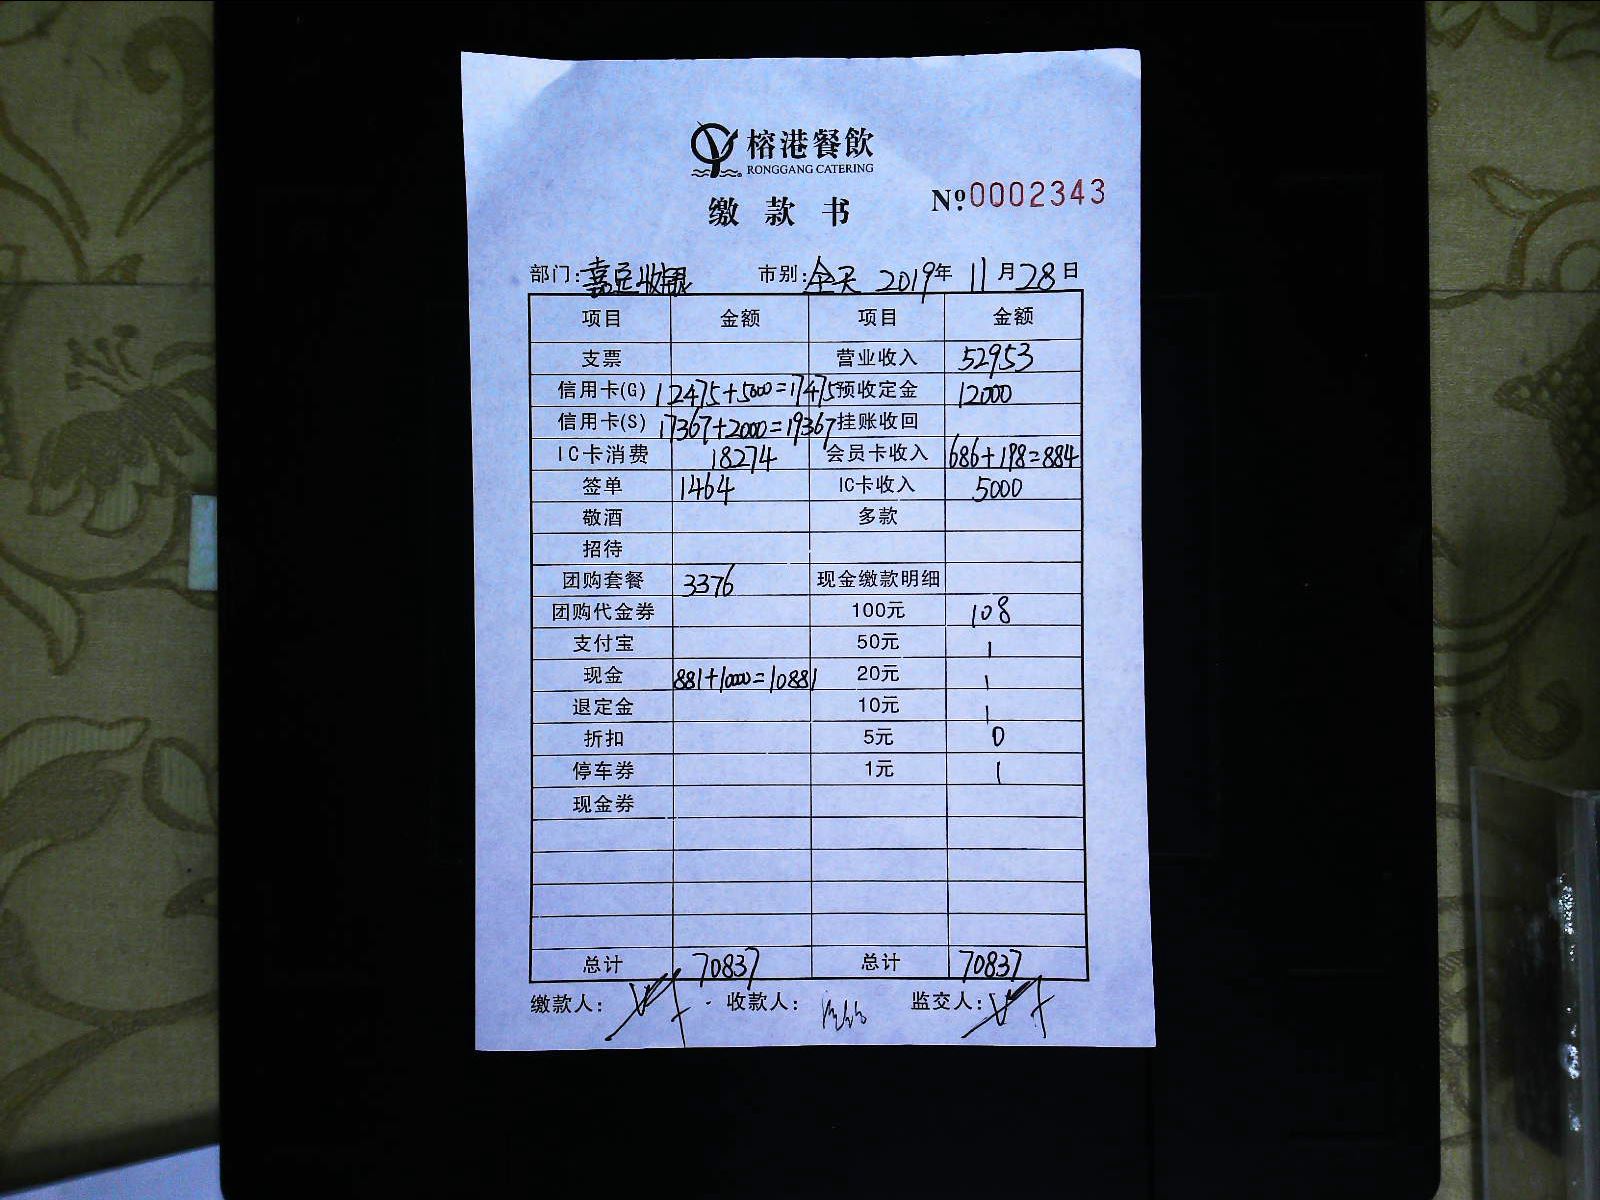 榕港餐飲
RONGGANG CATERING
缴款书
№0002343
部门:嘉定收银 市别:全天 2019年11月28日
项目 金额 项目 金额
支票 营业收入 52953
信用卡(G) 12475+5000=17475 预收定金 12000
信用卡(S) 17367+2000=19367 挂账收回
IC卡消费 18274 会员卡收入 686+198=884
签单 1464 IC卡收入 5000
敬酒 多款
招待
团购套餐 3376 现金缴款明细
团购代金券 100元 108
支付宝 50元 1
现金 881+10000=10881 20元 1
退定金 10元 1
折扣 5元 0
停车券 1元 1
现金券
总计 70837 总计 70837
缴款人: 收款人: 监交人: